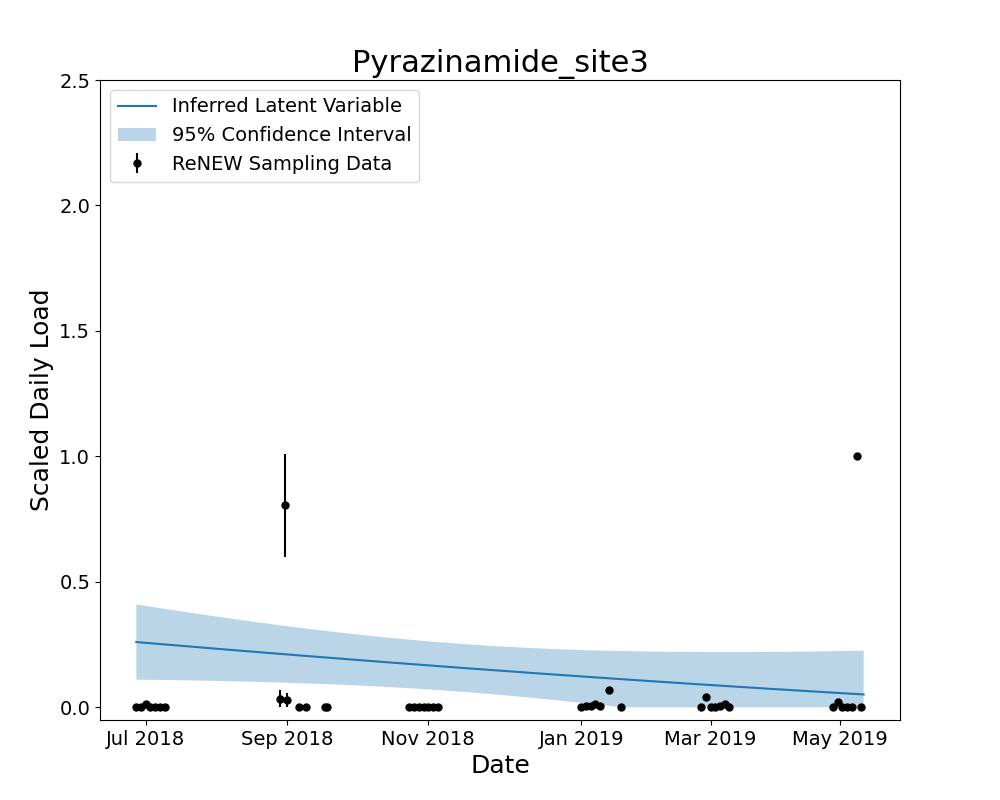 Pyrazinamide_site3
2.5
2.0
1.5
1.0
0.5
0.0
Scaled Daily Load
Inferred Latent Variable
95% Confidence Interval
ReNEW Sampling Data
Jul 2018 Sep 2018 Nov 2018 Jan 2019 Mar 2019 May 2019
Date